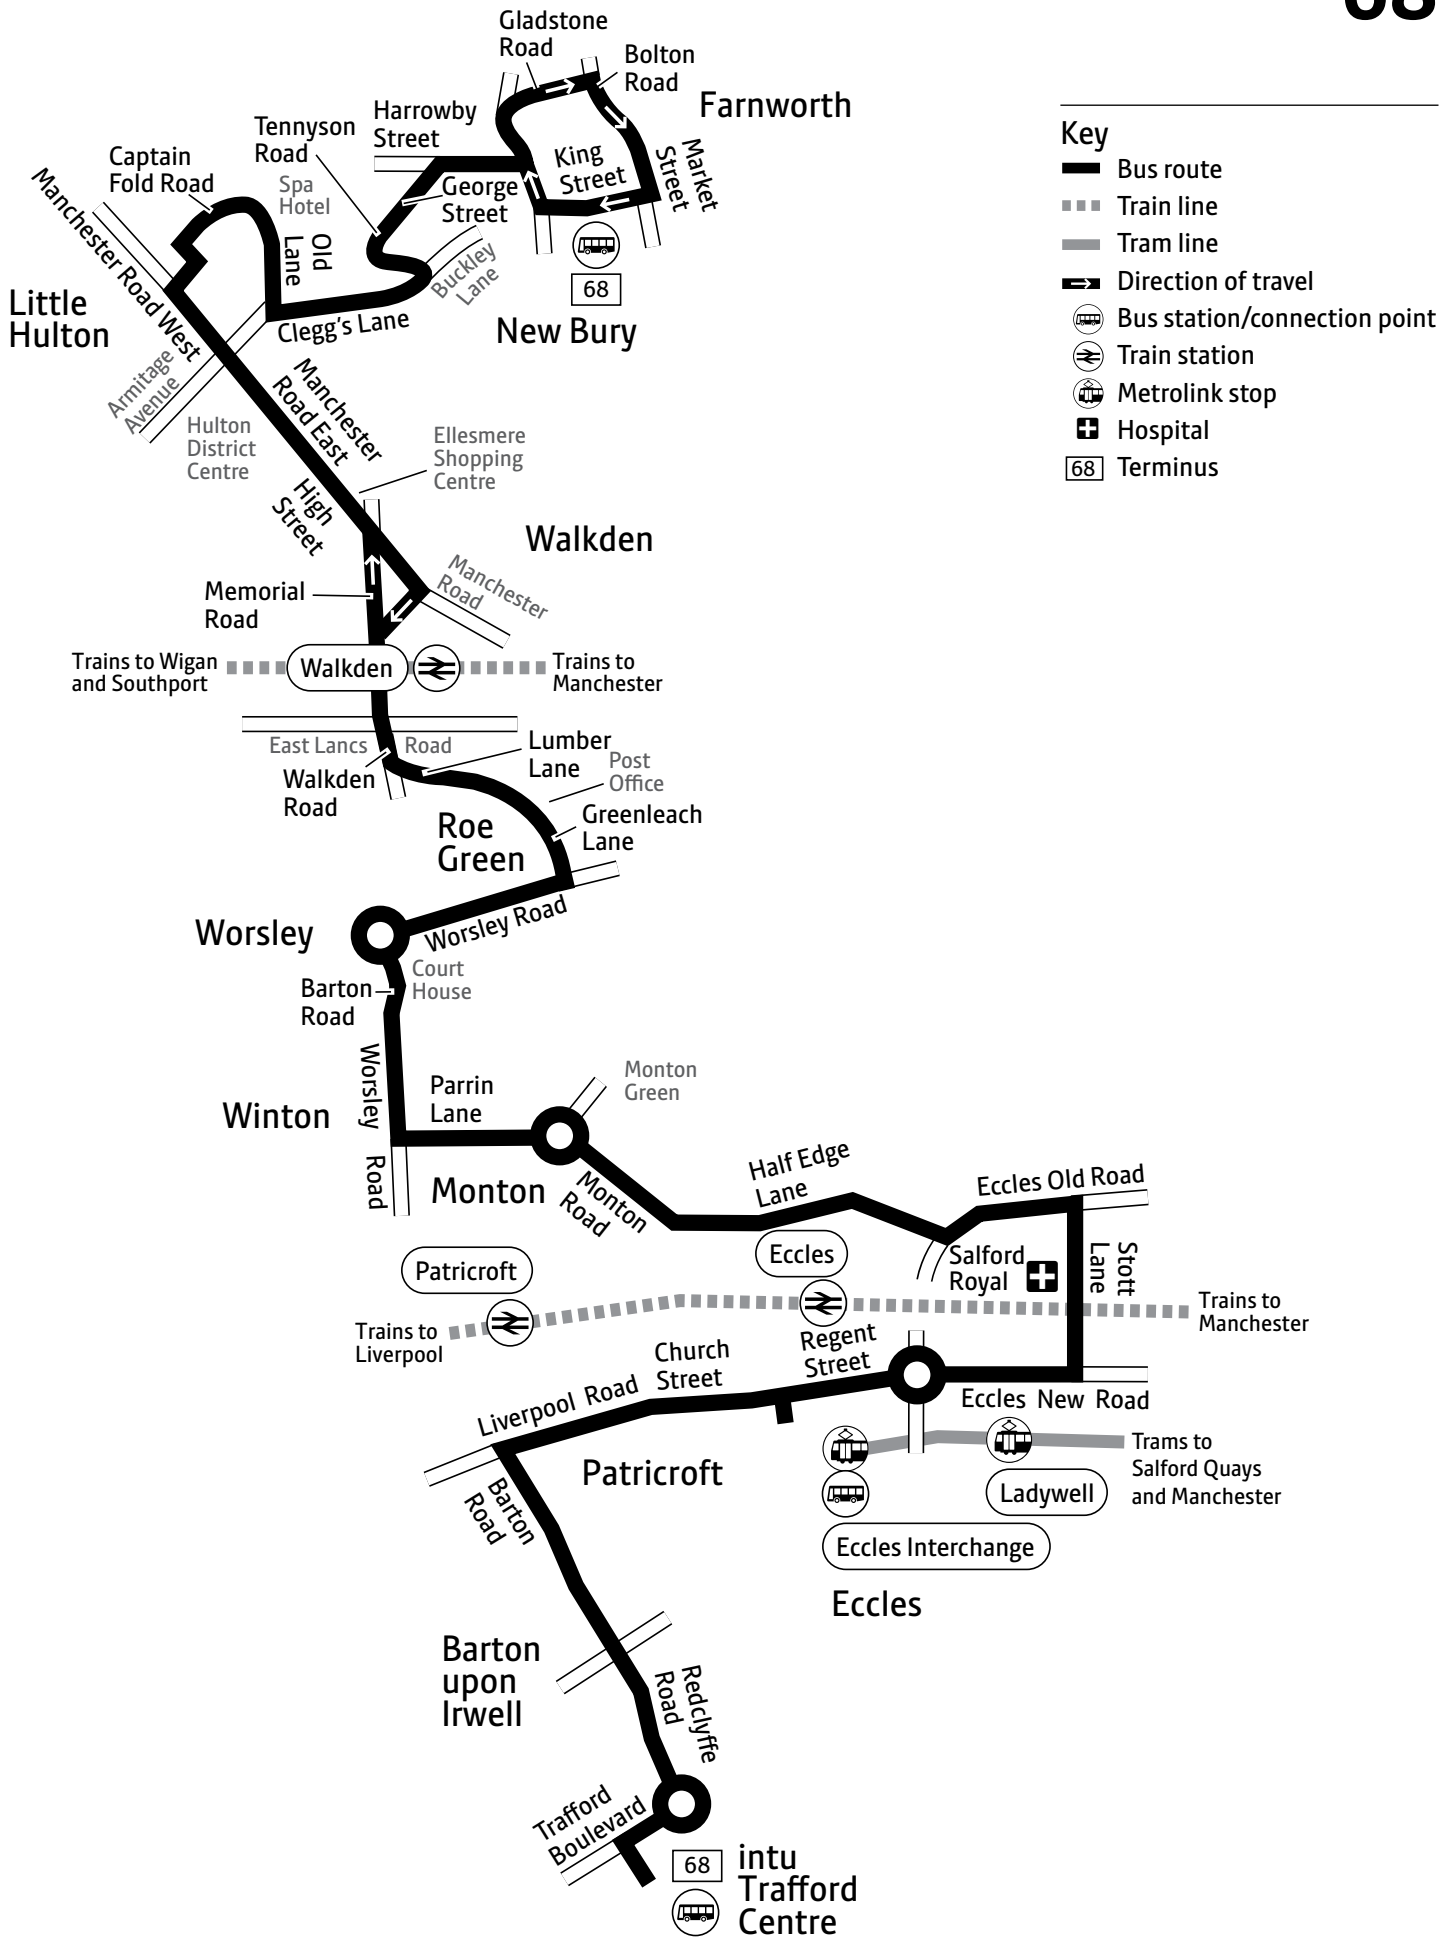 68
Gladstone
Road
Bolton
Road
Farnworth
Harrowby
Street
Tennyson
Road
Captain
Fold Road
Spa
Hotel
King
Street
Market
Street
George
Street
Old
Lane
Buckley
Lane
Manchester Road West
68
Little
Hulton
Clegg's Lane
New Bury
Armitage
Avenue
Manchester
Road East
Hulton
District
Centre
Ellesmere
Shopping
Centre
High
Street
Walkden
Manchester
Road
Memorial
Road
Trains to Wigan
and Southport
Walkden
Trains to
Manchester
East Lancs Road
Walkden
Road
Lumber
Lane
Post
Office
Greenleach
Lane
Roe
Green
Worsley
Worsley Road
Court
House
Barton
Road
Worsley
Road
Parrin
Lane
Winton
Monton
Green
Monton
Monton
Road
Half Edge
Lane
Eccles Old Road
Patricroft
Eccles
Salford
Royal
Stott
Lane
Trains to
Liverpool
Trains to
Manchester
Church
Street
Regent
Street
Liverpool Road
Eccles New Road
Patricroft
Barton
Road
Trams to
Salford Quays
and Manchester
Ladywell
Eccles Interchange
Eccles
Barton
upon
Irwell
Redclyffe
Road
Trafford
Boulevard
68
intu
Trafford
Centre
Key
Bus route
Train line
Tram line
Direction of travel
Bus station/connection point
Train station
Metrolink stop
Hospital
68 Terminus